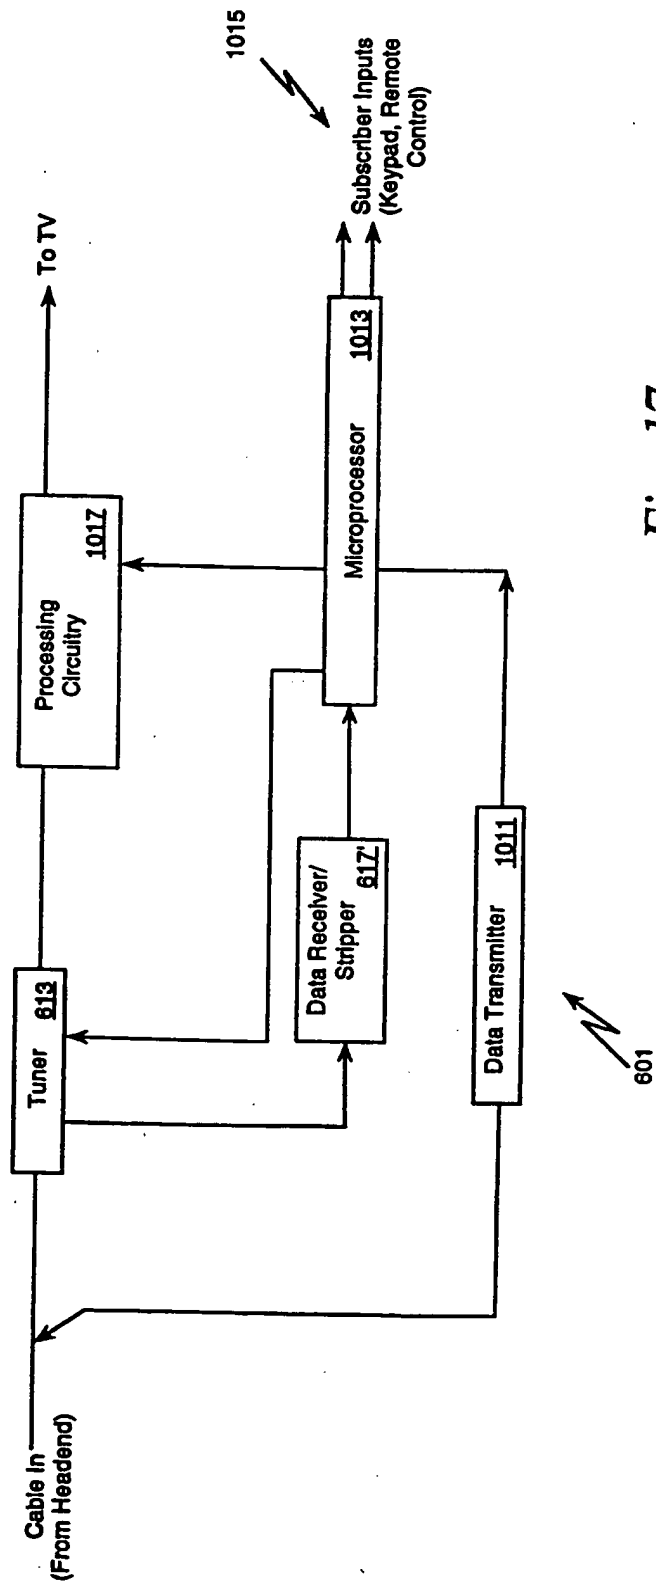 Cable In
(From Headend)
Tuner
613
Processing
Circuitry
1017
To TV
Data Receiver/
Stripper
617'
Microprocessor
1013
Subscriber Inputs
(Keypad, Remote
Control)
1015
Data Transmitter
1011
601